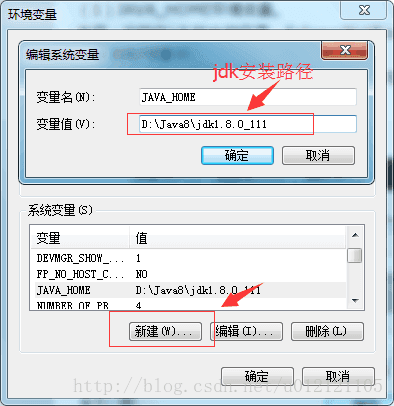 环境变量
编辑系统变量
jdk安装路径
变量名(N):
JAVA_HOME
变量值(V):
D:\Java8\jdk1.8.0_111
确定
取消
系统变量(S)
变量
值
DEVMGR_SHOW_...
1
FP_NO_HOST_C...
NO
JAVA_HOME
D:\Java8\jdk1.8.0_111
NUMBER_OF_PR...
4
新建(W)...
编辑(I)...
删除(L)
确定
取消
http://blog.csdn.net/u012121105